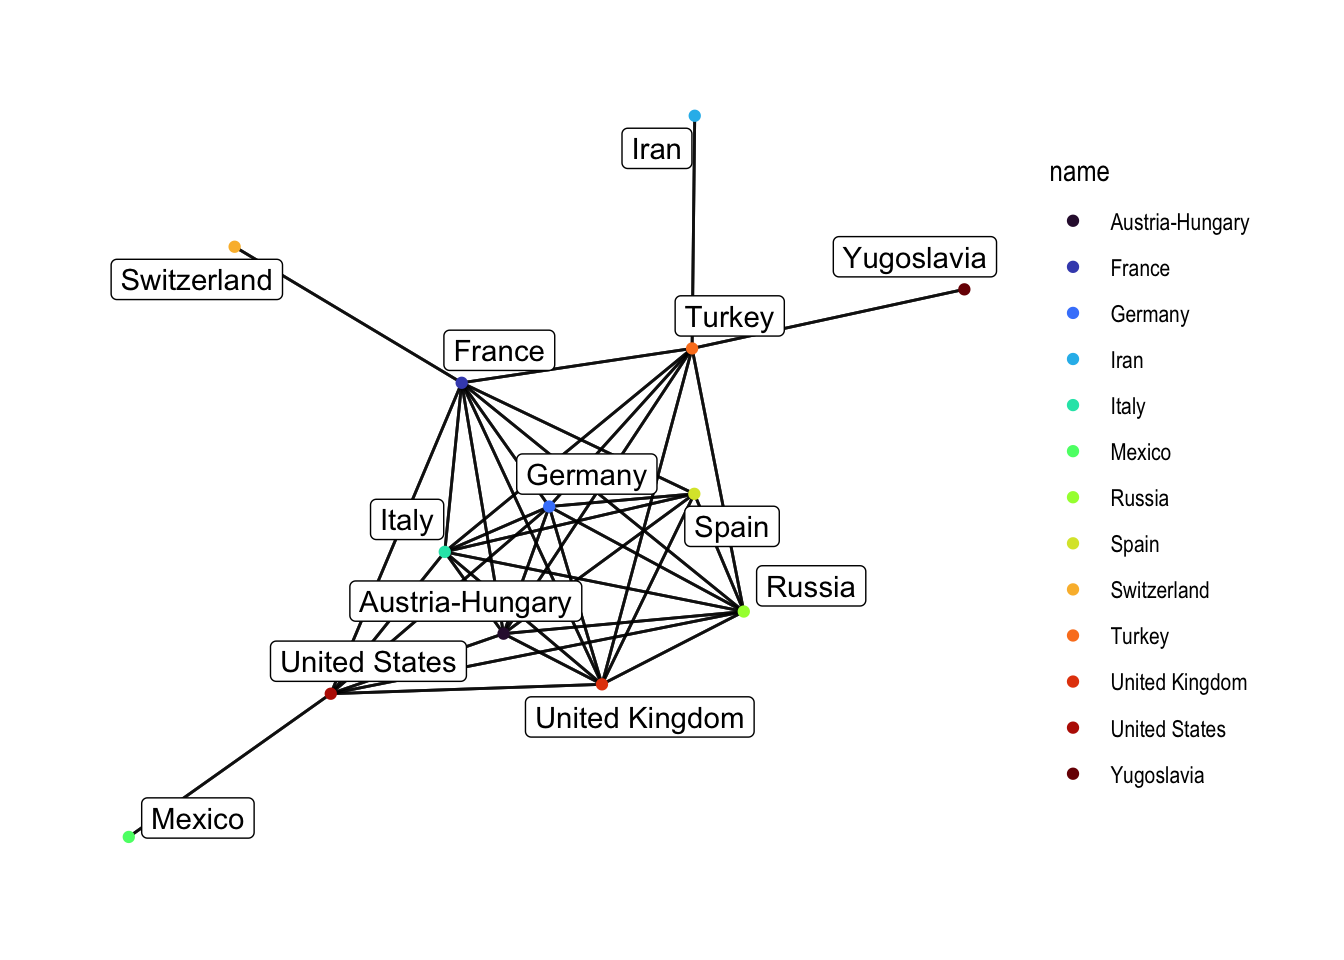 Iran
Yugoslavia
Switzerland
Turkey
France
Germany
Italy
Spain
Russia
Austria-Hungary
United States
United Kingdom
Mexico
name
Austria-Hungary
France
Germany
Iran
Italy
Mexico
Russia
Spain
Switzerland
Turkey
United Kingdom
United States
Yugoslavia